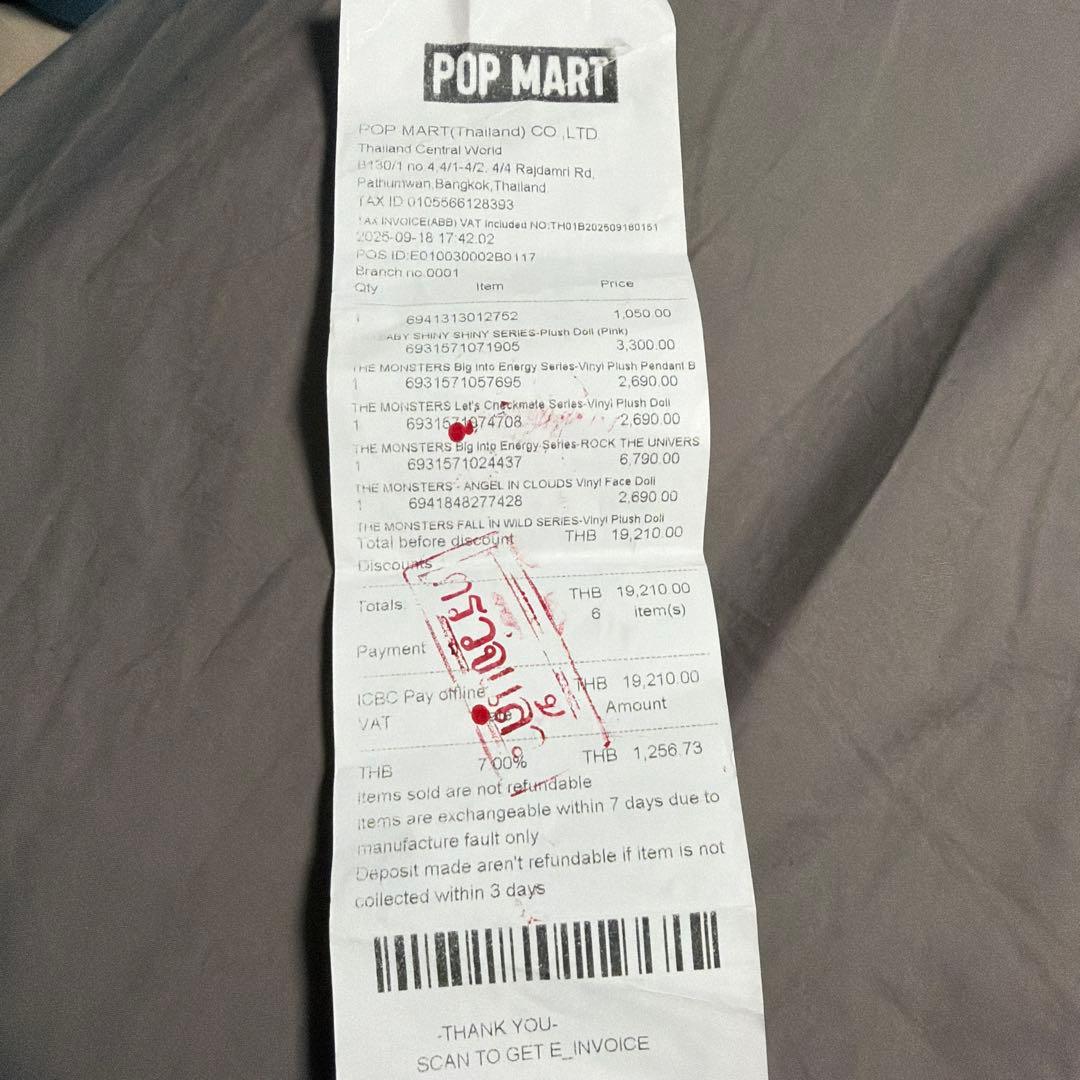 POP MART
POP MART(Thailand) CO.,LTD
Thailand Central World
B130/1 no.4,4/1-4/2, 4/4 Rajdamri Rd,
Pathumwan,Bangkok,Thailand
TAX ID 0105566128393
TAX INVOICE(ABB) VAT Included NO:TH01B202509180151
2025-09-18 17:42:02
POS ID:E010030002B0117
Branch no.0001
Qty Item Price
1 6941313012752 1,050.00
ABY SHINY SHINY SERIES-Plush Doll (Pink)
6931571071905 3,300.00
THE MONSTERS Big Into Energy Series-Vinyl Plush Pendant B
1 6931571057695 2,690.00
THE MONSTERS Let's Checkmate Series-Vinyl Plush Doll
1 6931571074708 2,690.00
THE MONSTERS Big Into Energy Series-ROCK THE UNIVERS
1 6931571024437 6,790.00
THE MONSTERS - ANGEL IN CLOUDS Vinyl Face Doll
1 6941848277428 2,690.00
THE MONSTERS FALL IN WILD SERIES-Vinyl Plush Doll
Total before discount THB 19,210.00
Discounts
Totals THB 19,210.00
6 item(s)
Payment
ตรวจแล้ว
ICBC Pay offline THB 19,210.00
VAT Rate Amount
THB 7.00% THB 1,256.73
Items sold are not refundable
Items are exchangeable within 7 days due to
manufacture fault only
Deposit made aren't refundable if item is not
collected within 3 days
-THANK YOU-
SCAN TO GET E_INVOICE